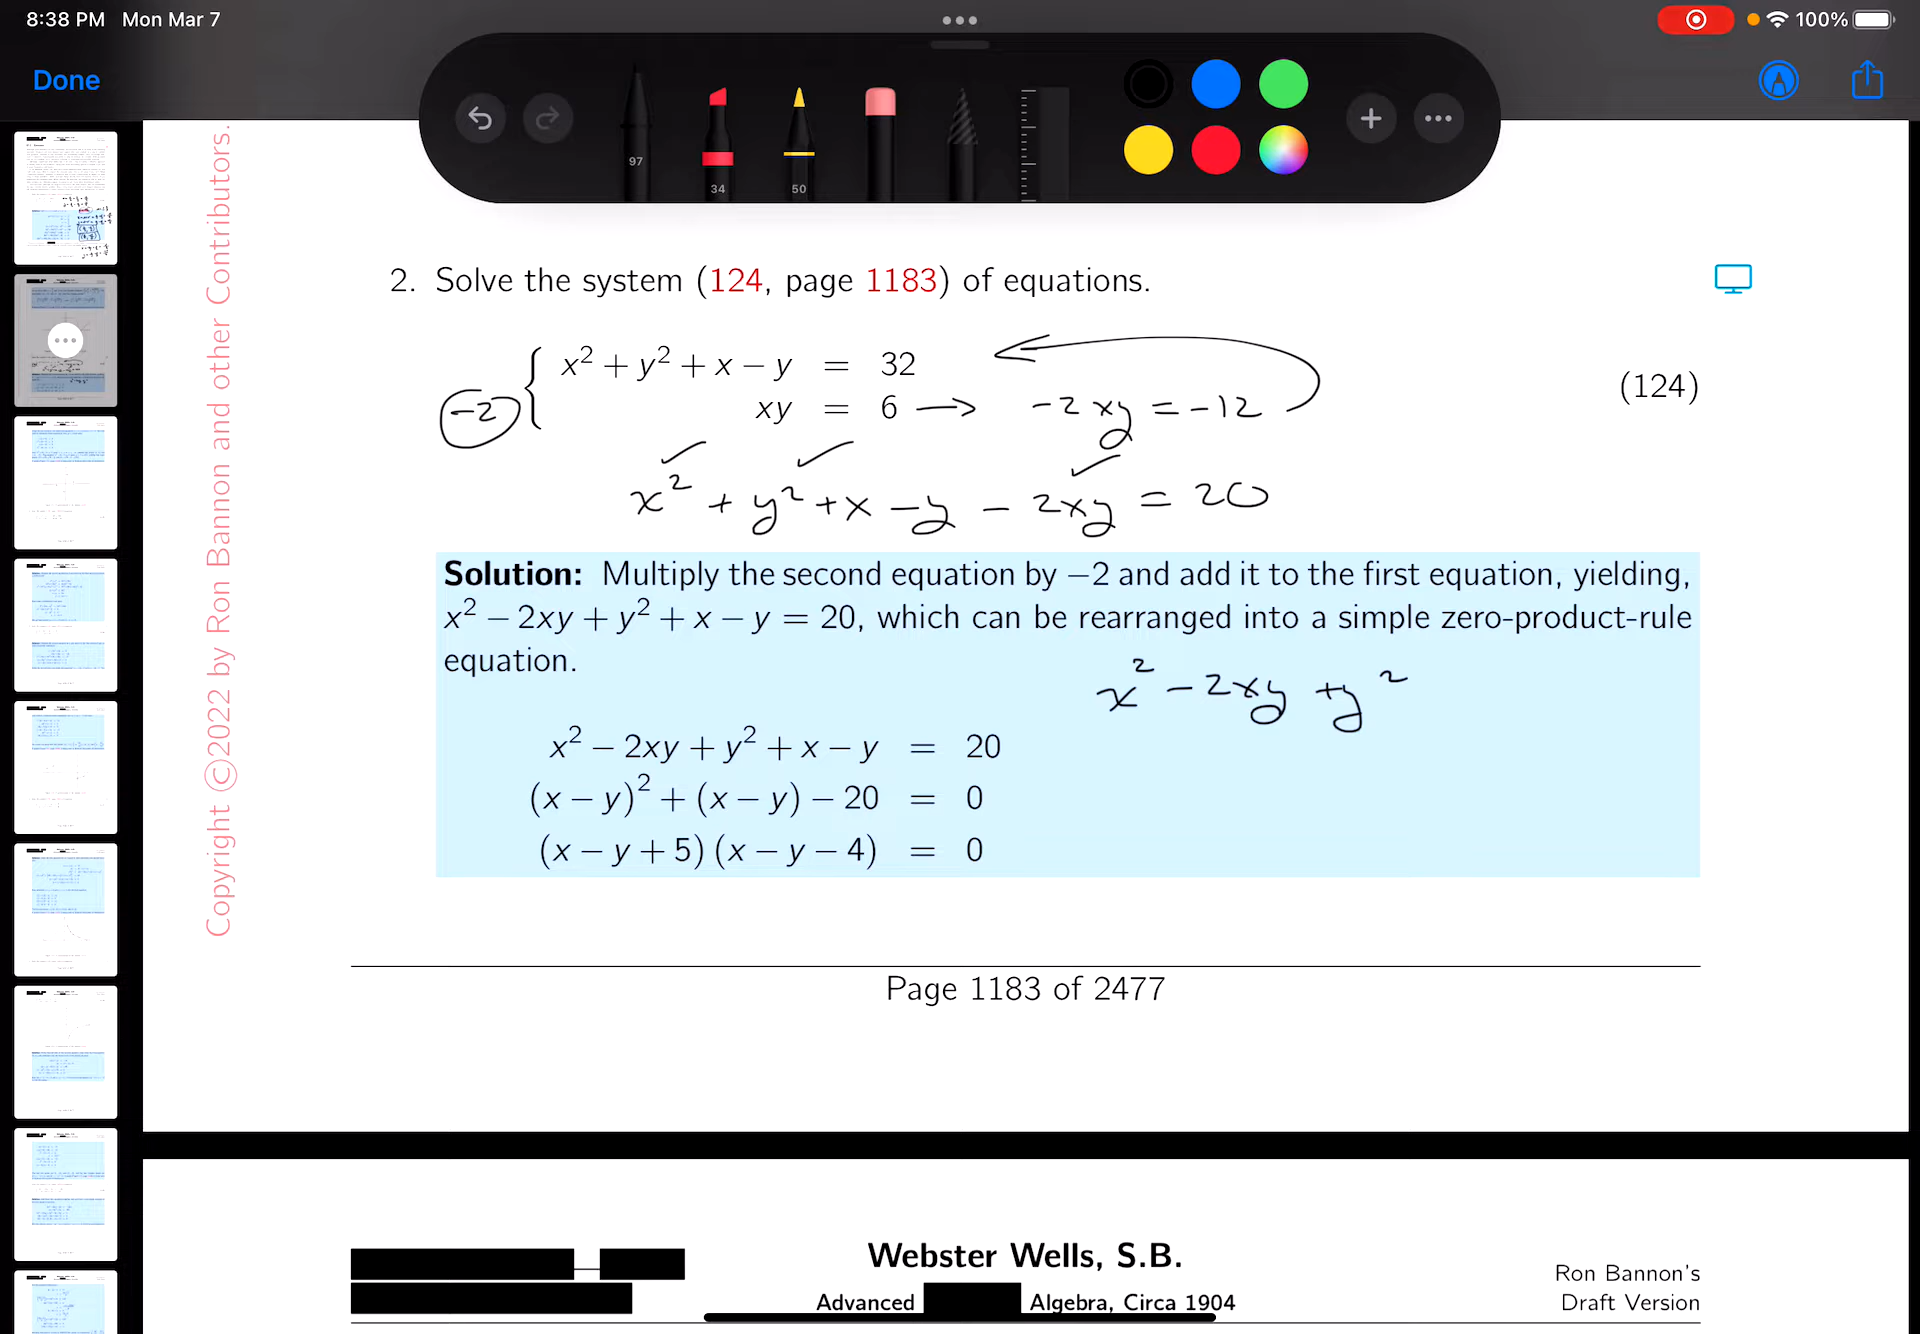 8:38 PM Mon Mar 7
100%
Done
97
34
50
Copyright ©2022 by Ron Bannon and other Contributors.
2. Solve the system (124, page 1183) of equations.
x² + y² + x − y = 32
xy = 6 → -2xy = -12
(124)
-2
x² + y² + x - y - 2xy = 20
Solution: Multiply the second equation by −2 and add it to the first equation, yielding,
x² − 2xy + y² + x − y = 20, which can be rearranged into a simple zero-product-rule
equation.
x² - 2xy + y²
x² − 2xy + y² + x − y = 20
(x − y)² + (x − y) − 20 = 0
(x − y + 5) (x − y − 4) = 0
Page 1183 of 2477
Webster Wells, S.B.
Advanced Algebra, Circa 1904
Ron Bannon's
Draft Version